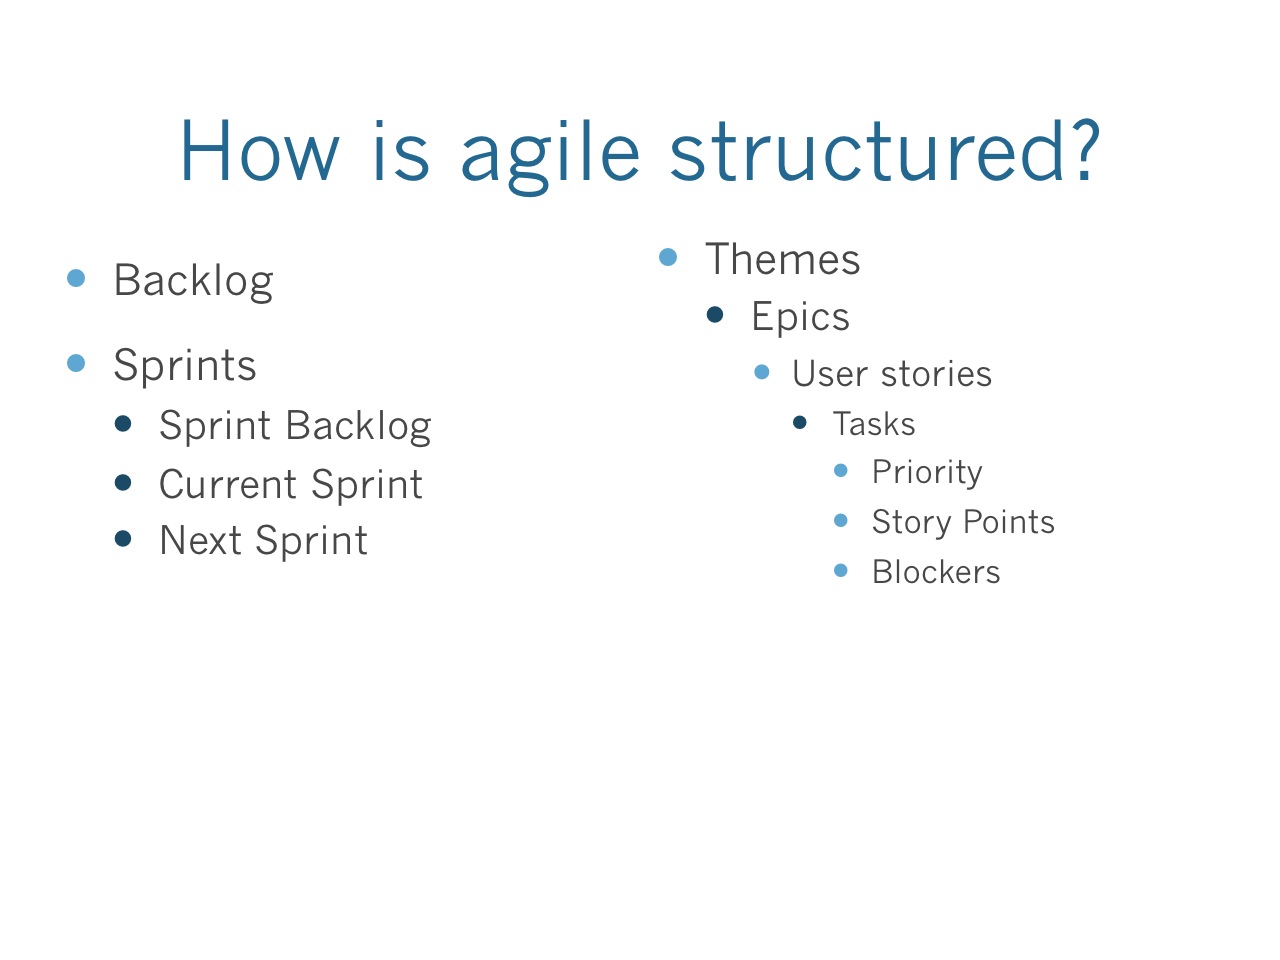 How is agile structured?
Backlog
Sprints
Sprint Backlog
Current Sprint
Next Sprint
Themes
Epics
User stories
Tasks
Priority
Story Points
Blockers